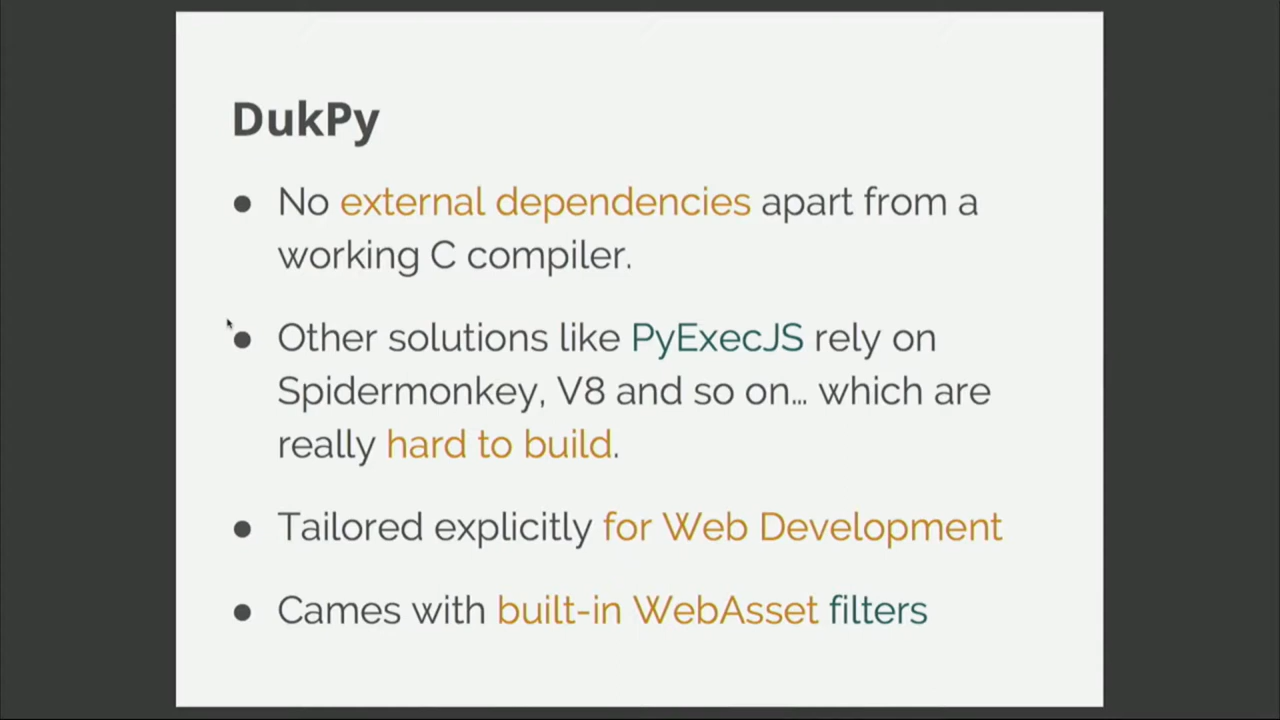 DukPy
● No external dependencies apart from a
working C compiler.
● Other solutions like PyExecJS rely on
Spidermonkey, V8 and so on... which are
really hard to build.
● Tailored explicitly for Web Development
● Cames with built-in WebAsset filters